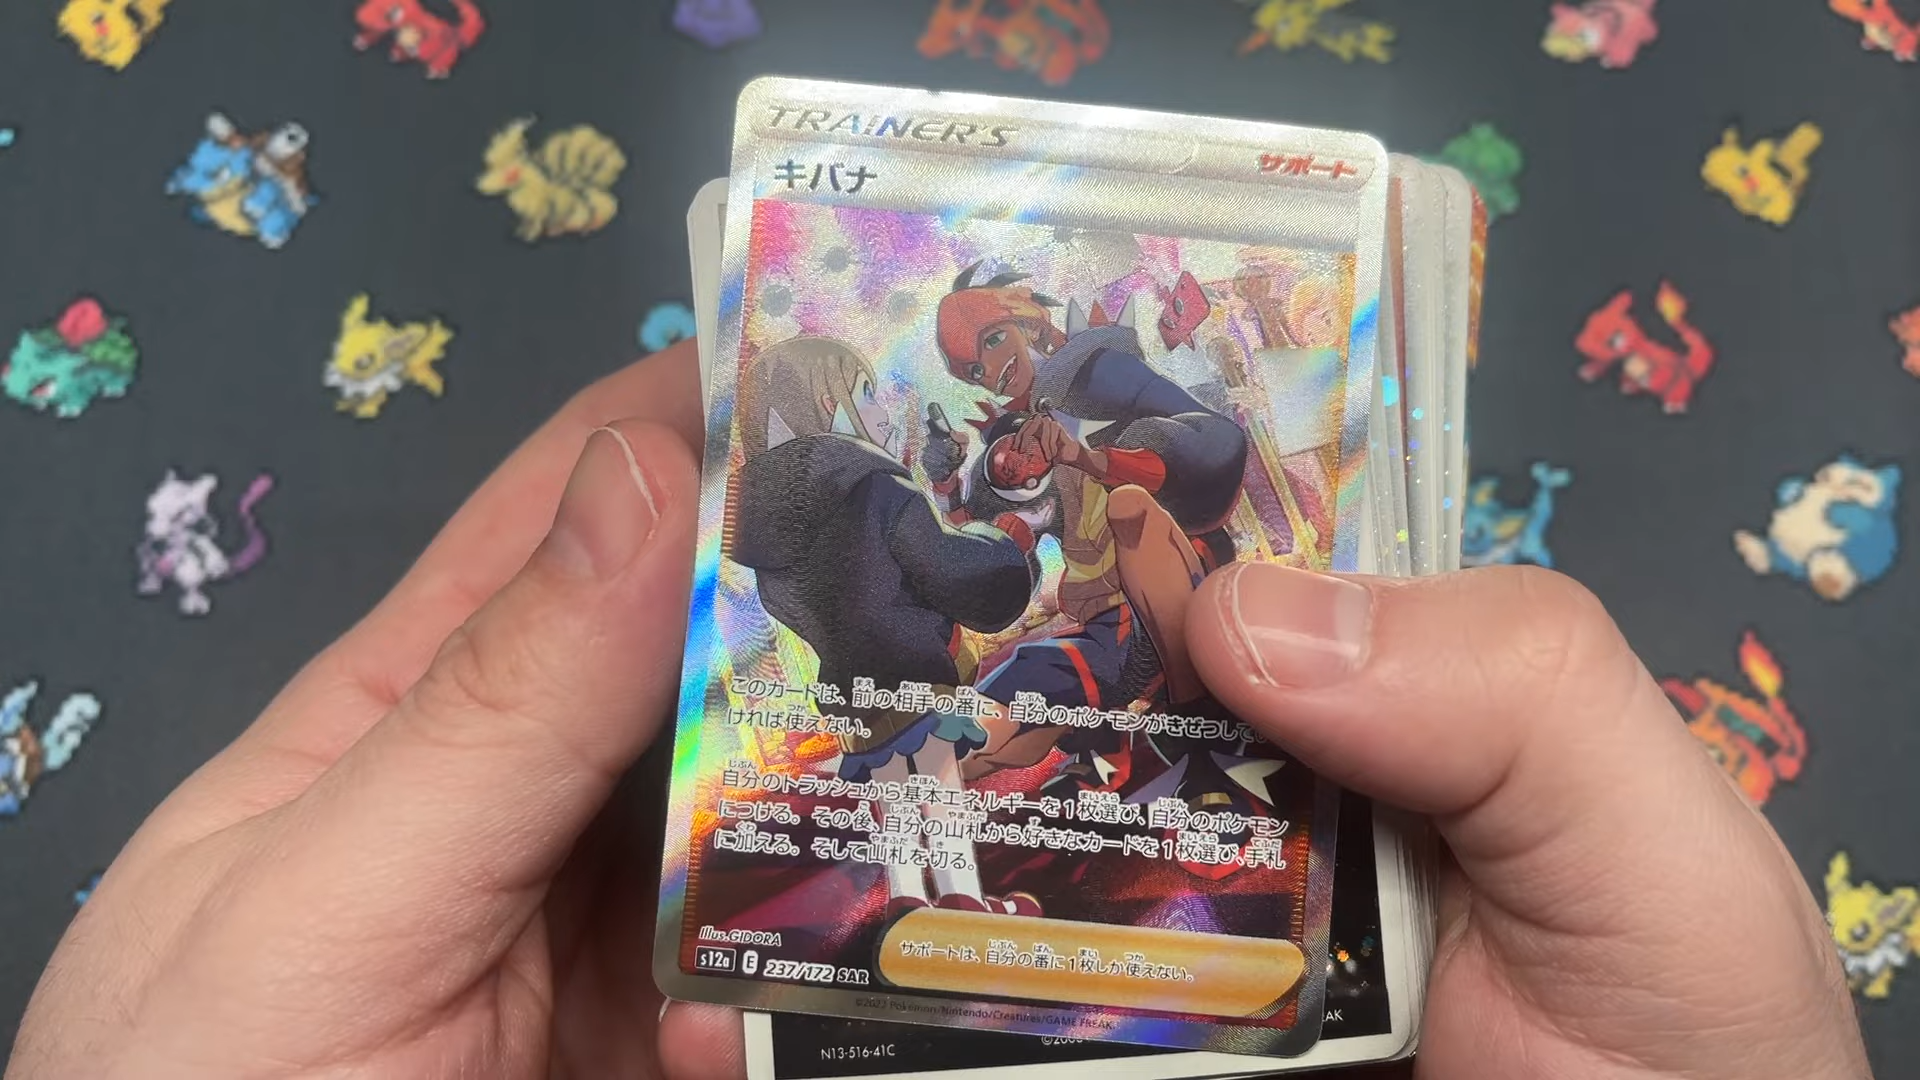 TRAINER'S
サポート
キバナ
このカードは、前の相手の番に、自分のポケモンがきぜつして
ければ使えない。
自分のトラッシュから基本エネルギーを1枚選び、自分のポケモン
につける。その後、自分の山札から好きなカードを1枚選び、手札
に加える。そして山札を切る。
Illus. GIDORA
s12a E 237/172 SAR
サポートは、自分の番に1枚しか使えない。
©2022 Pokémon/Nintendo/Creatures/GAME FREAK
AK
N13-516-41C